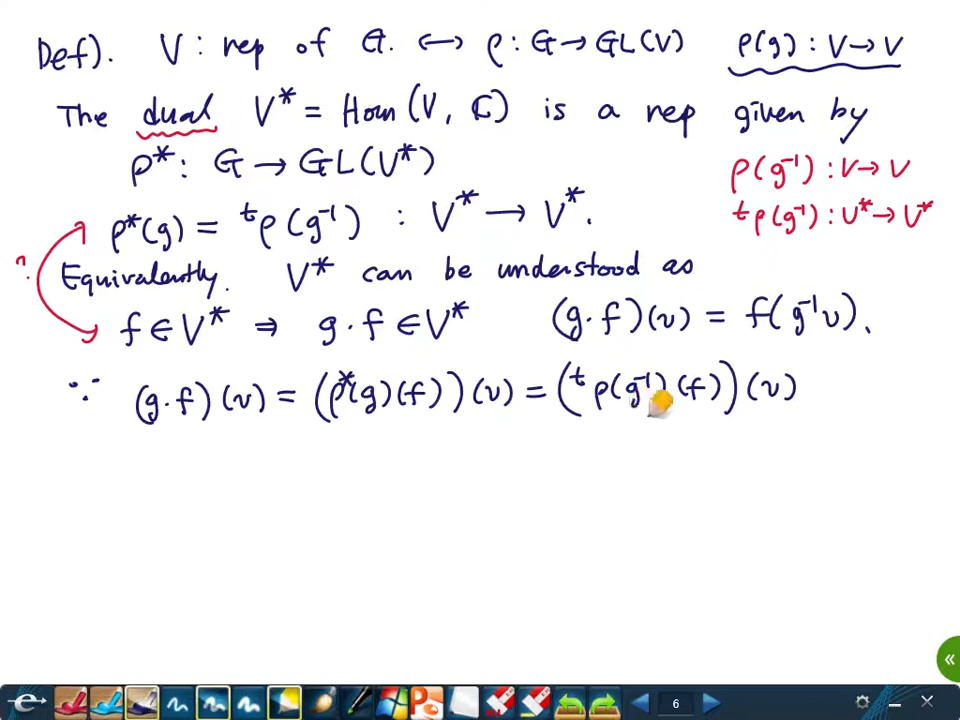 Def). V : rep of G. ⟷ ρ : G → GL(V) ρ(g) : V → V
The dual V* = Hom (V, ℂ) is a rep given by
ρ* : G → GL(V*)
ρ(g⁻¹) : V → V
ρ*(g) = ᵗρ(g⁻¹) : V* → V*.
ᵗρ(g⁻¹) : V* → V*
?
Equivalently. V* can be understood as
f ∈ V* ⇒ g·f ∈ V* (g·f)(v) = f(g⁻¹v).
∵ (g·f)(v) = (ρ*(g)(f))(v) = (ᵗρ(g⁻¹)(f))(v)
«
e
6